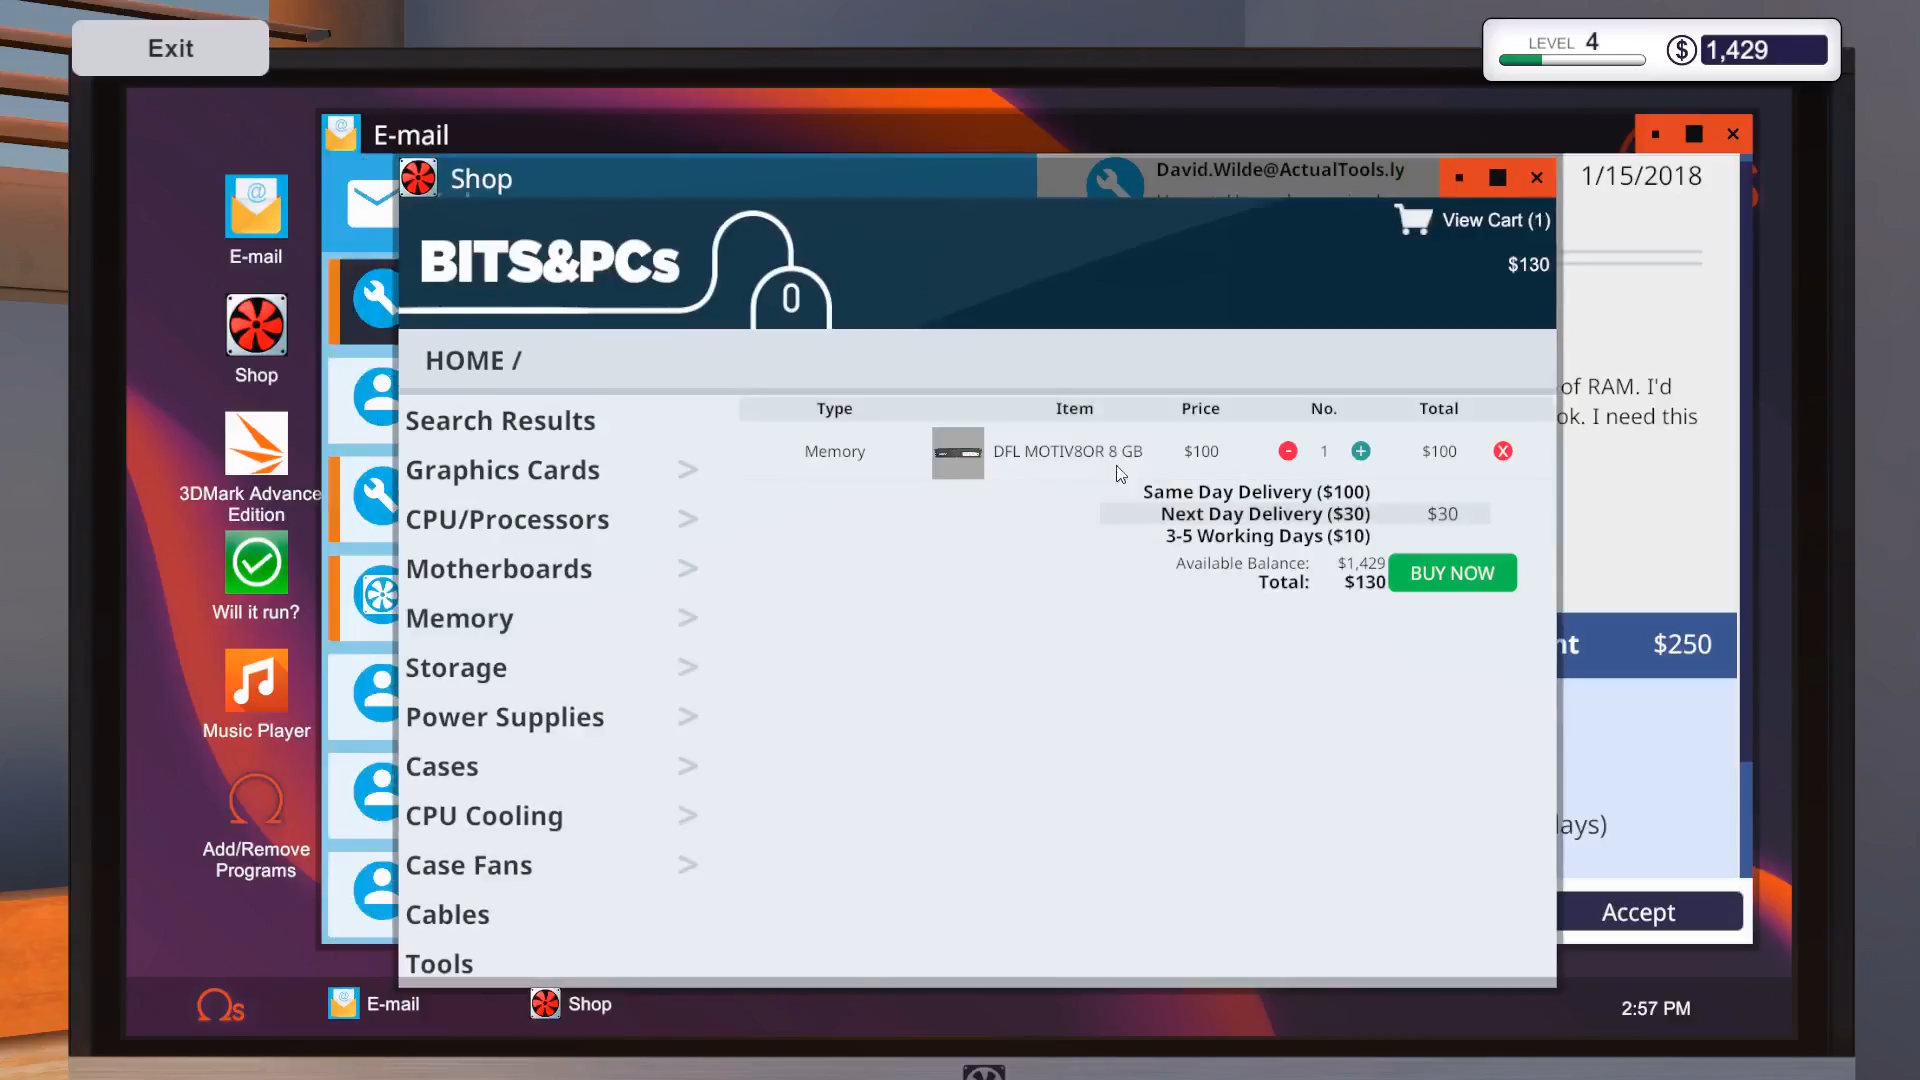 Exit
LEVEL 4
$ 1,429
E-mail
Shop
David.Wilde@ActualTools.ly
1/15/2018
BITS&PCs
View Cart (1)
$130
HOME /
E-mail
Shop
3DMark Advance
Edition
Will it run?
Music Player
Add/Remove
Programs
Search Results
Graphics Cards >
CPU/Processors >
Motherboards >
Memory >
Storage >
Power Supplies >
Cases >
CPU Cooling >
Case Fans >
Cables
Tools
Type Item Price No. Total
Memory DFL MOTIV8OR 8 GB $100 - 1 + $100 X
Same Day Delivery ($100)
Next Day Delivery ($30) $30
3-5 Working Days ($10)
Available Balance: $1,429
Total: $130
BUY NOW
of RAM. I'd
ok. I need this
nt $250
ays)
Accept
Ωs
E-mail
Shop
2:57 PM